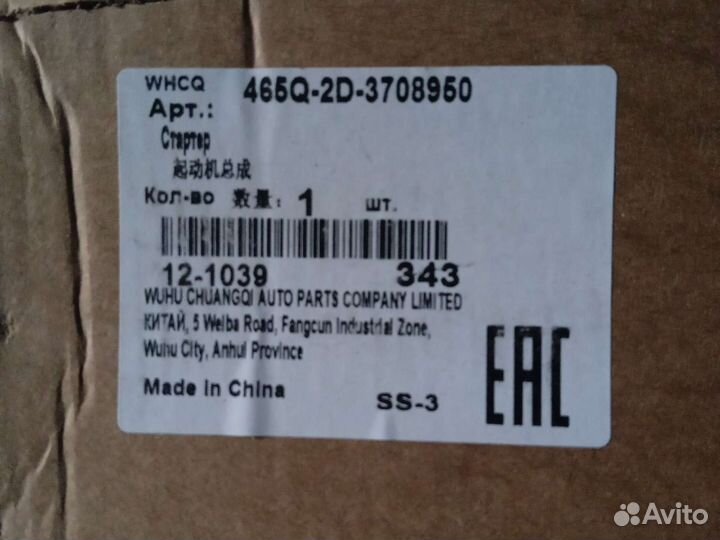 WHCQ 465Q-2D-3708950
Арт.:
Стартер
起动机总成
Кол-во 数量: 1 шт.
12-1039 343
WUHU CHUANGQI AUTO PARTS COMPANY LIMITED
КИТАЙ, 5 Weiba Road, Fangcun Industrial Zone,
Wuhu City, Anhui Province
Made in China SS-3
EAC
Avito